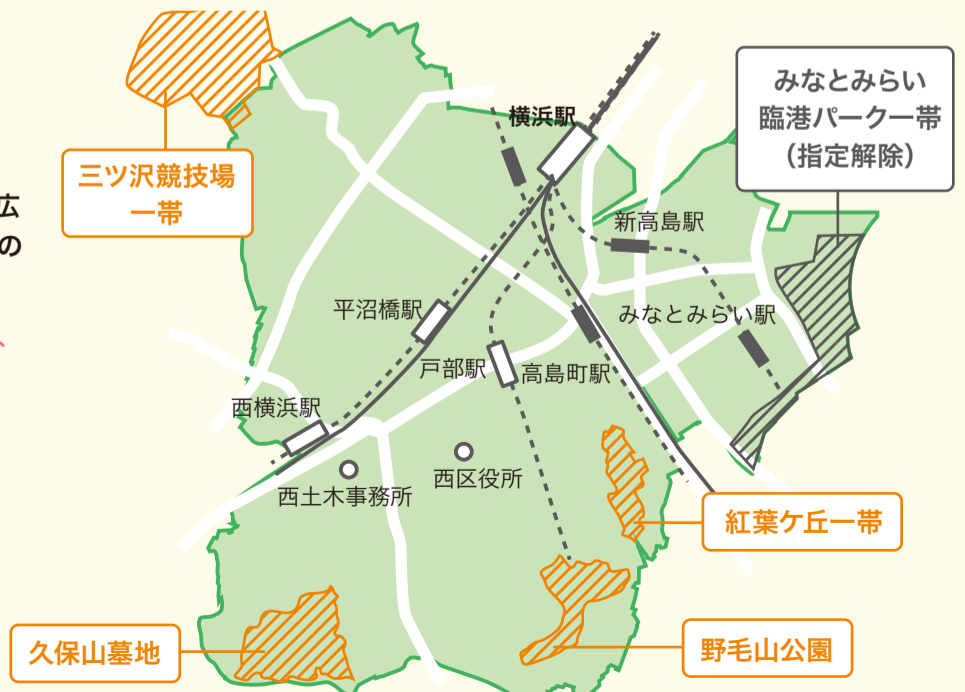 三ツ沢競技場
一帯
広
の
横浜駅
みなとみらい
臨港パーク一帯
(指定解除)
新高島駅
みなとみらい駅
平沼橋駅
戸部駅
高島町駅
西横浜駅
西土木事務所
西区役所
紅葉ケ丘一帯
野毛山公園
久保山墓地